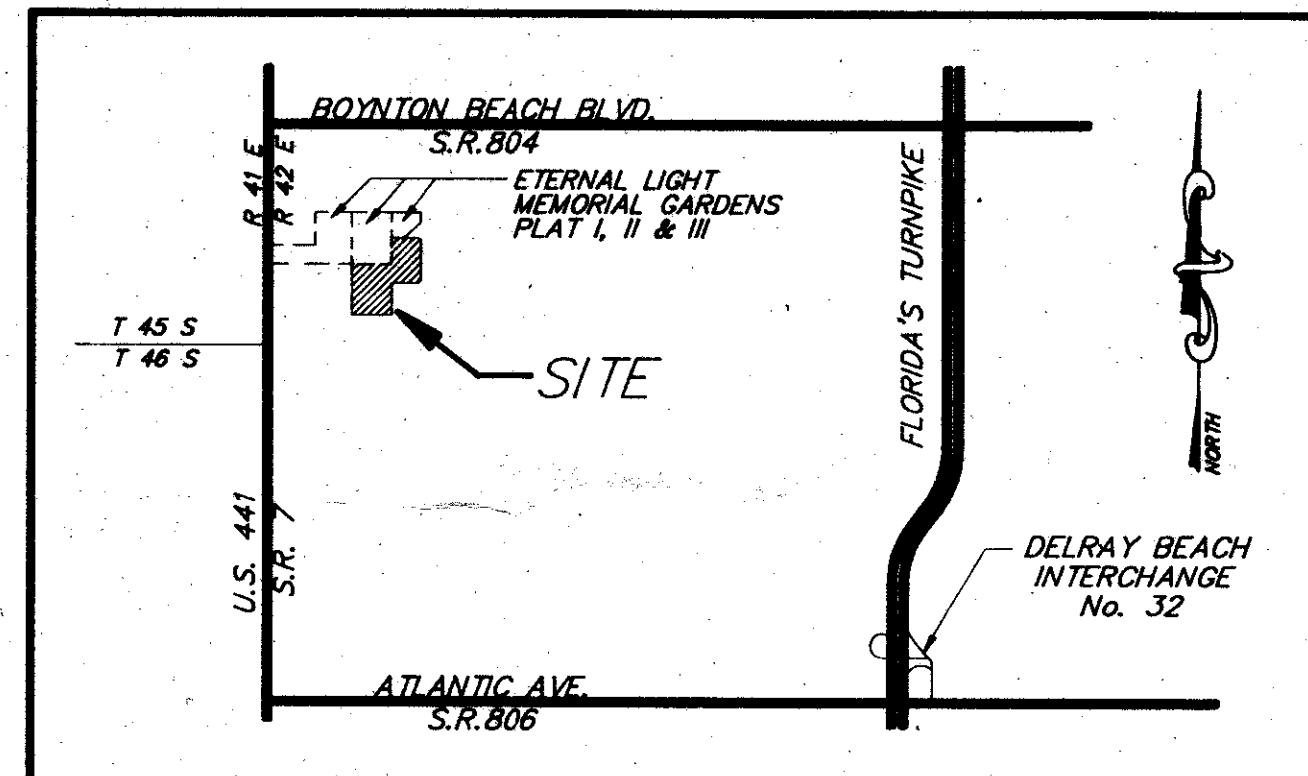 BOYNTON BEACH BLVD.
S.R. 804
R 41 E
R 42 E
ETERNAL LIGHT
MEMORIAL GARDENS
PLAT I, II & III
FLORIDA'S TURNPIKE
T 45 S
T 46 S
SITE
NORTH
U.S. 441
S.R. 7
DELRAY BEACH
INTERCHANGE
No. 32
ATLANTIC AVE.
S.R. 806